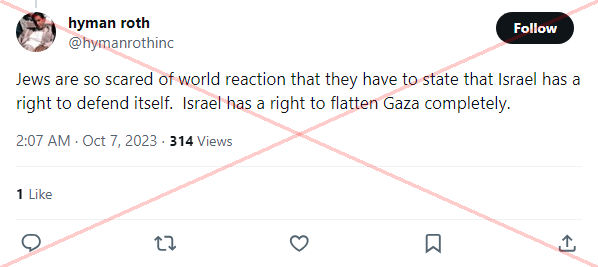 hyman roth
@hymanrothinc
Follow
Jews are so scared of world reaction that they have to state that Israel has a
right to defend itself.  Israel has a right to flatten Gaza completely.
2:07 AM · Oct 7, 2023 · 314 Views
1 Like